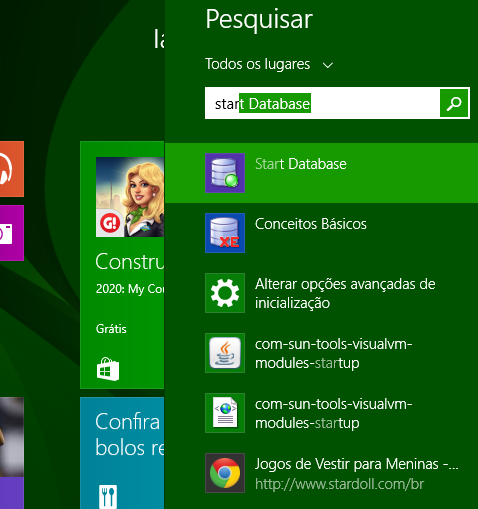 Pesquisar
Todos os lugares
start Database
Start Database
Conceitos Básicos
XE
Alterar opções avançadas de
inicialização
com-sun-tools-visualvm-
modules-startup
com-sun-tools-visualvm-
modules-startup
Jogos de Vestir para Meninas -...
http://www.stardoll.com/br
G!
Constru
2020: My Cou
Grátis
Confira
bolos re